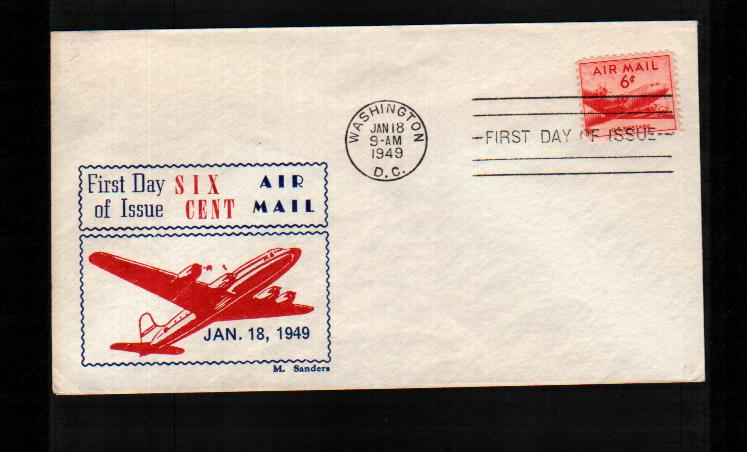 AIR MAIL
6¢
WASHINGTON
JAN 18
9-AM
1949
D.C.
FIRST DAY OF ISSUE
First Day SIX AIR
of Issue CENT MAIL
JAN. 18, 1949
M. Sanders